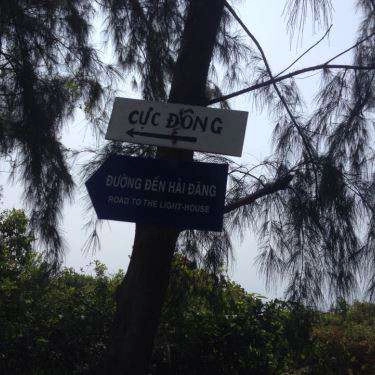 CỰC ĐÔNG
ĐƯỜNG ĐẾN HẢI ĐĂNG
ROAD TO THE LIGHT-HOUSE